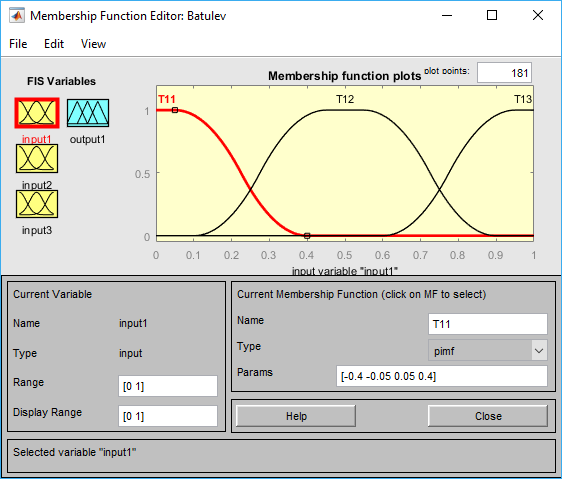 Membership Function Editor: Batulev
File Edit View
FIS Variables
input1
output1
input2
input3
Membership function plots
plot points: 181
T11 T12 T13
1
0.5
0
0 0.1 0.2 0.3 0.4 0.5 0.6 0.7 0.8 0.9 1
input variable "input1"
Current Variable
Name input1
Type input
Range [0 1]
Display Range [0 1]
Current Membership Function (click on MF to select)
Name T11
Type pimf
Params [-0.4 -0.05 0.05 0.4]
Help Close
Selected variable "input1"